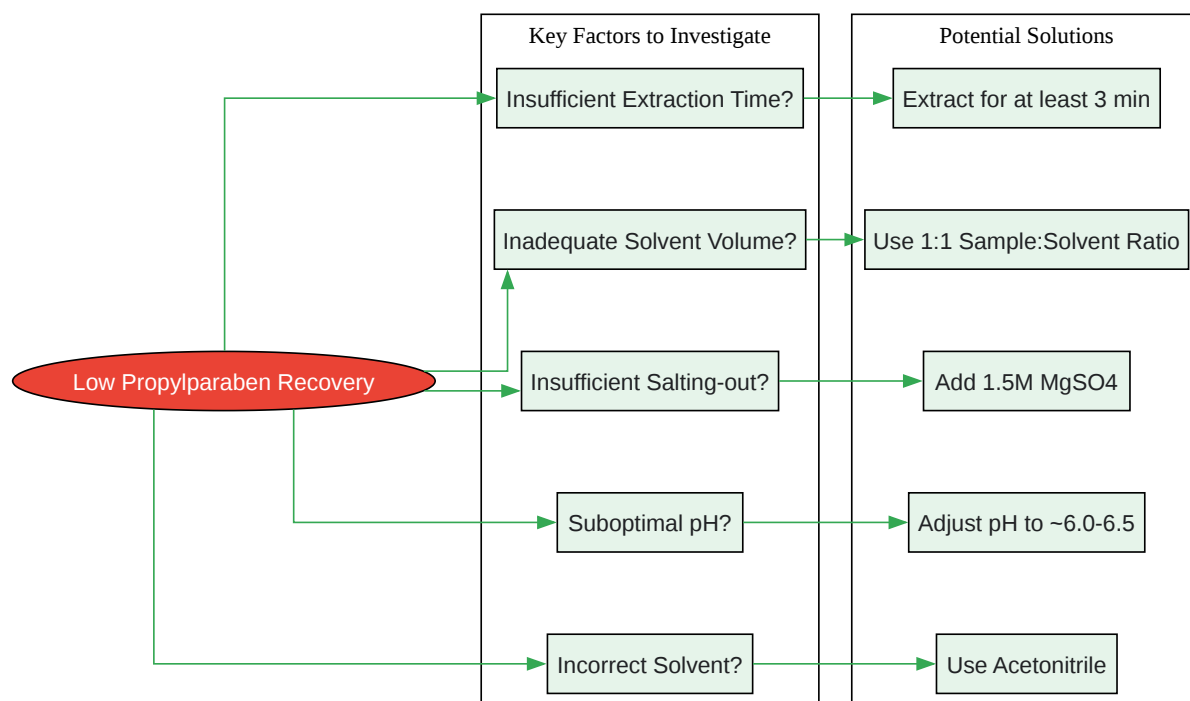 Key Factors to Investigate
Potential Solutions
Insufficient Extraction Time?
Extract for at least 3 min
Inadequate Solvent Volume?
Use 1:1 Sample:Solvent Ratio
Low Propylparaben Recovery
Insufficient Salting-out?
Add 1.5M MgSO4
Suboptimal pH?
Adjust pH to ~6.0-6.5
Incorrect Solvent?
Use Acetonitrile